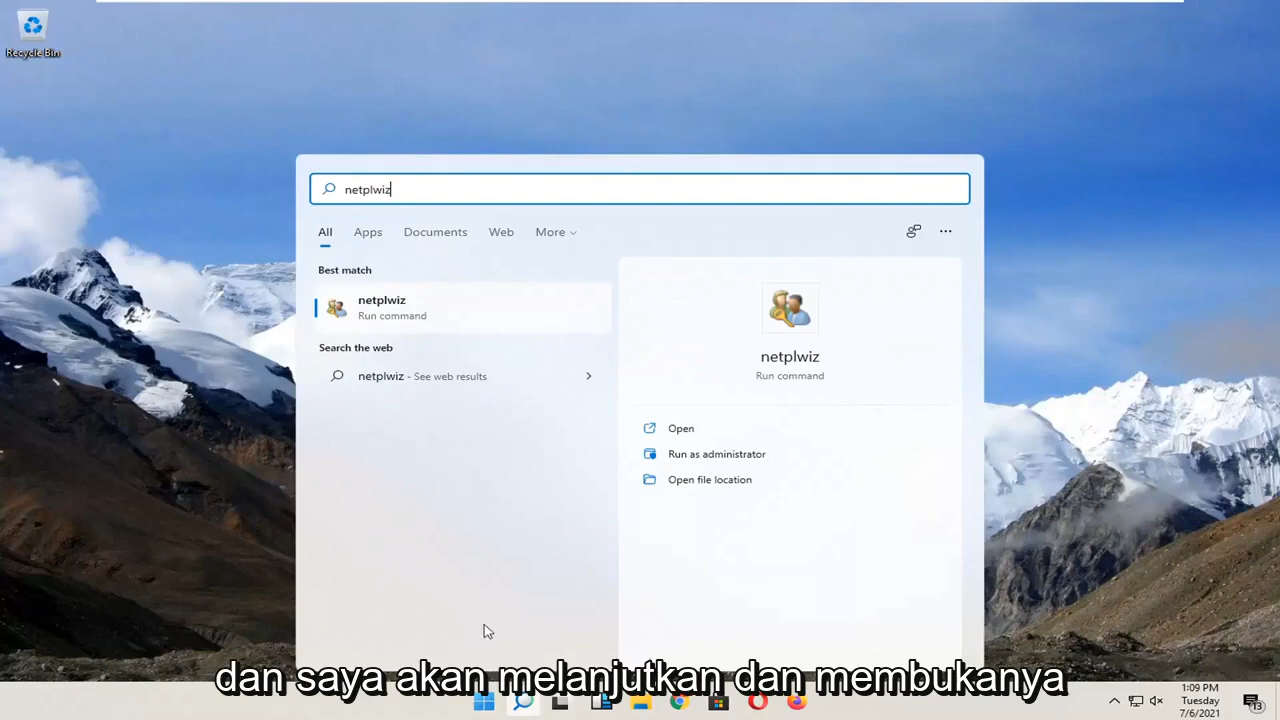 Recycle Bin
netplwiz
All Apps Documents Web More
Best match
netplwiz
Run command
Search the web
netplwiz - See web results
netplwiz
Run command
Open
Run as administrator
Open file location
dan saya akan melanjutkan dan membukanya
1:09 PM
Tuesday
7/6/2021
13